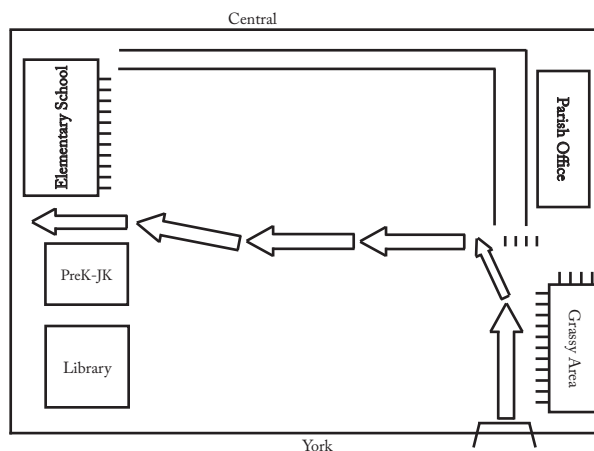 Central
Elementary School
Parish Office
PreK-JK
Grassy Area
Library
York